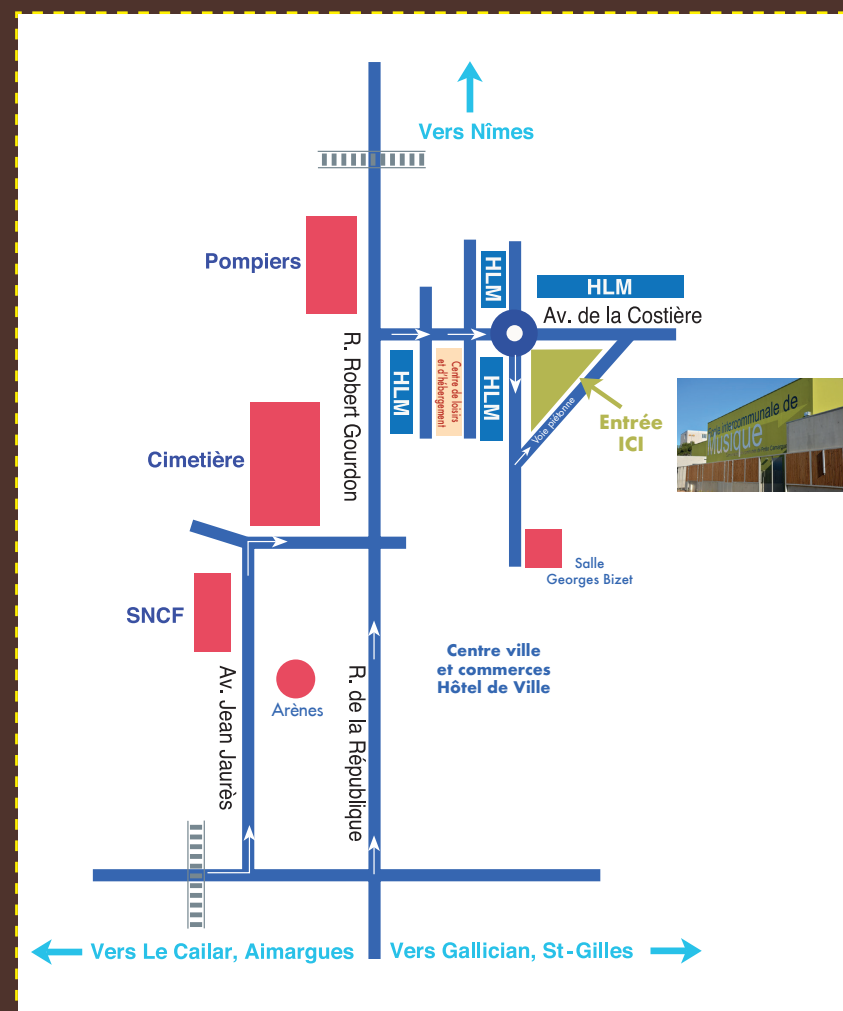 Vers Nîmes
Pompiers
HLM
HLM
Av. de la Costière
R. Robert Gourdon
HLM
Centre de loisirs
et d'hébergement
HLM
Voie piétonne
Entrée
ICI
intercommunale de
Musique
Cimetière
Salle
Georges Bizet
SNCF
Centre ville
et commerces
Hôtel de Ville
Av. Jean Jaurès
Arènes
R. de la République
Vers Le Cailar, Aimargues
Vers Gallician, St-Gilles